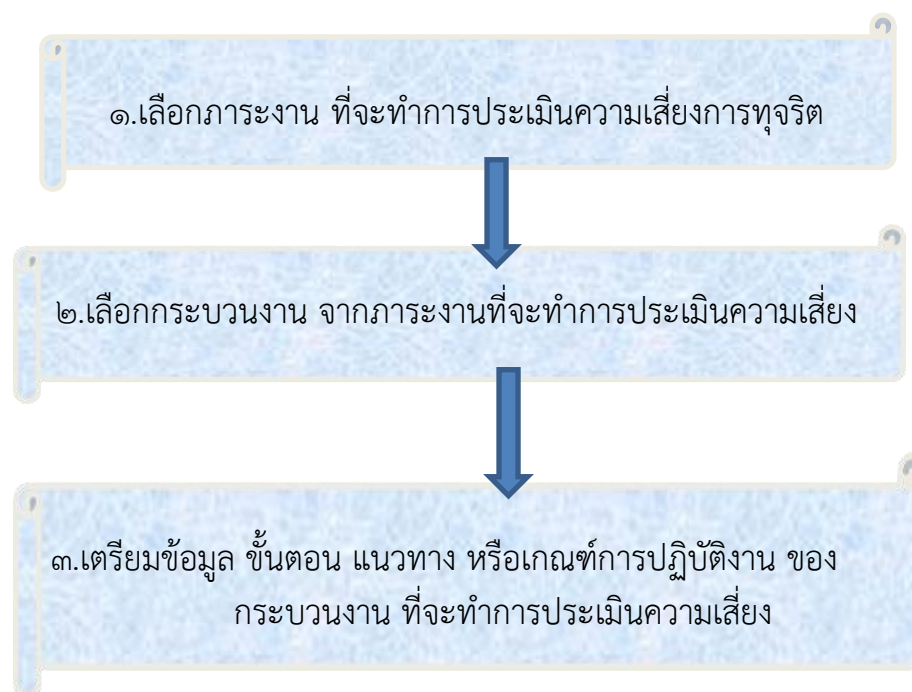 ๑.เลือกภาระงาน ที่จะทำการประเมินความเสี่ยงการทุจริต
๒.เลือกกระบวนงาน จากภาระงานที่จะทำการประเมินความเสี่ยง
๓.เตรียมข้อมูล ขั้นตอน แนวทาง หรือเกณฑ์การปฏิบัติงาน ของ
กระบวนงาน ที่จะทำการประเมินความเสี่ยง